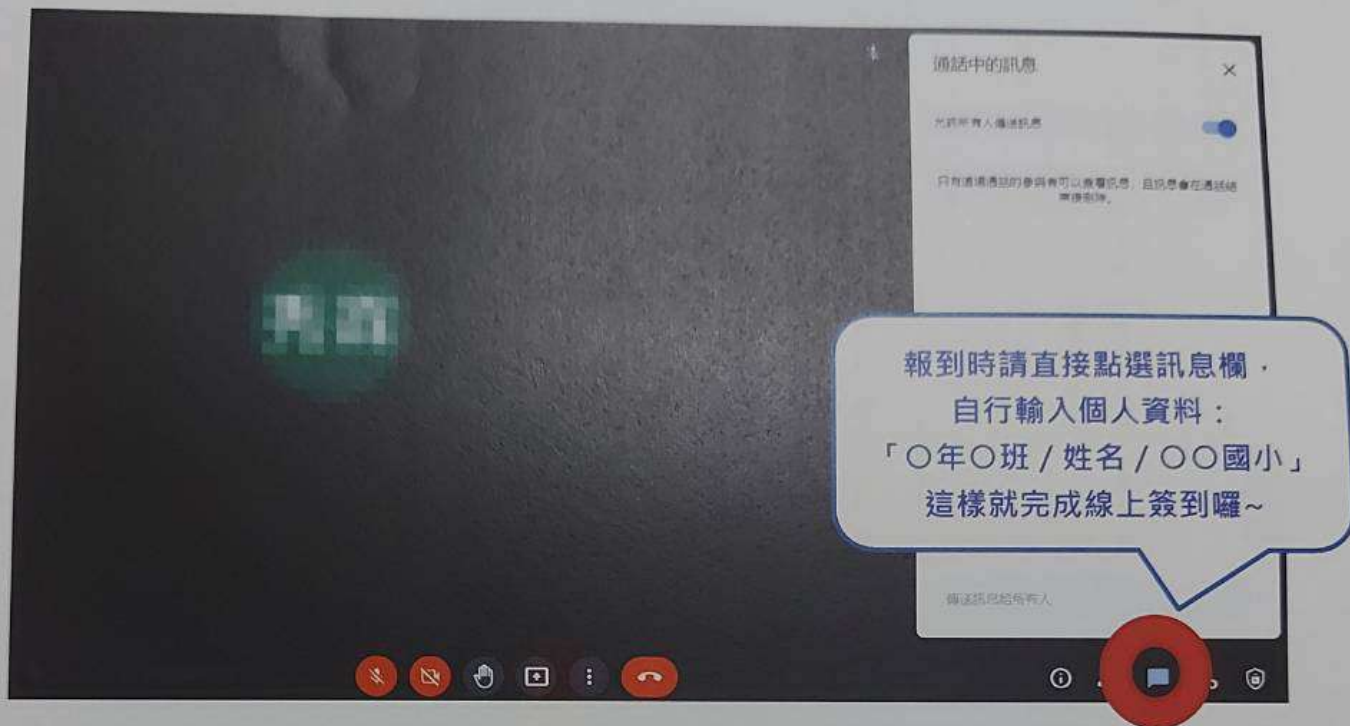 通話中的訊息
允許所有人傳送訊息
只有這場通話的參與者可以查看訊息，且訊息會在通話結
束後刪除。
報到時請直接點選訊息欄，
自行輸入個人資料：
「○年○班 / 姓名 / ○○國小」
這樣就完成線上簽到囉~
傳送訊息給所有人